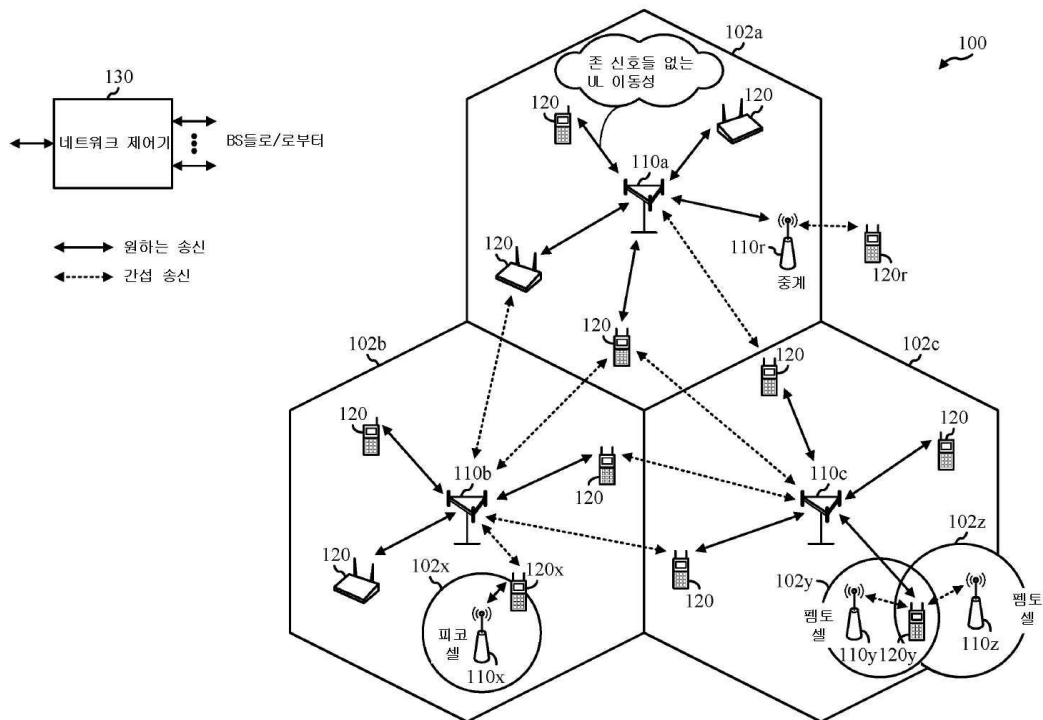 102a
100
130
존 신호들 없는
UL 이동성
120
120
네트워크 제어기
BS들로/로부터
110a
원하는 송신
간섭 송신
120
110r
중계
120r
102b
120
120
102c
120
120
110b
120
110c
102z
120
102x
120x
120
102y
피코
셀
110x
펨토
셀
110y
120y
110z
펨토
셀